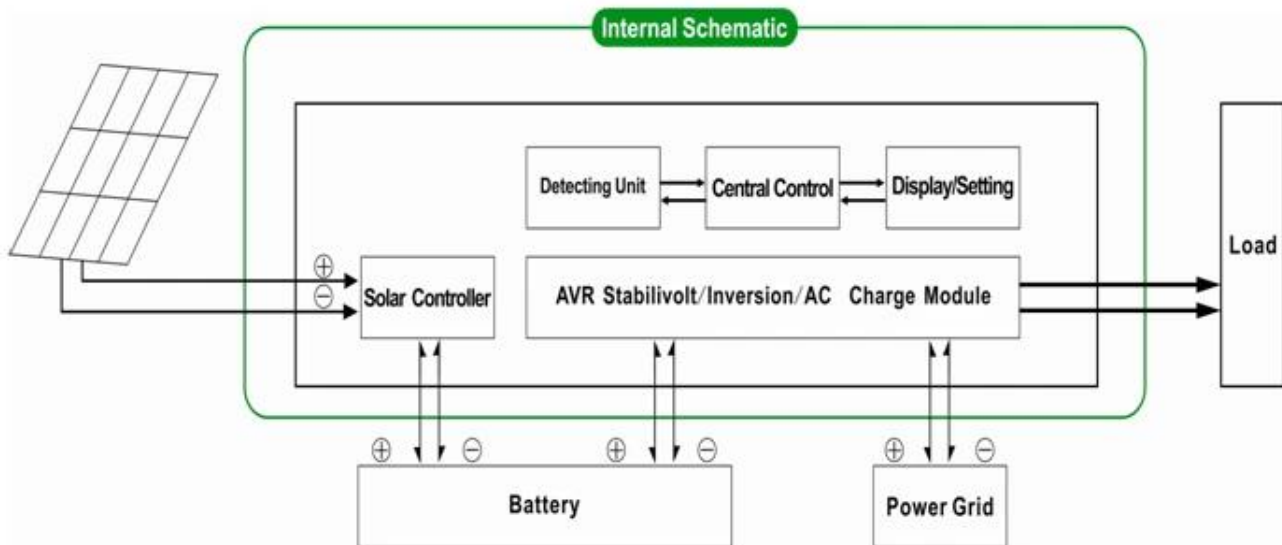 Internal Schematic
Detecting Unit
Central Control
Display/Setting
Load
⊕
⊖
Solar Controller
AVR Stabilivolt/Inversion/AC Charge Module
⊕ ⊖ ⊕ ⊖ ⊕ ⊖
Battery
Power Grid